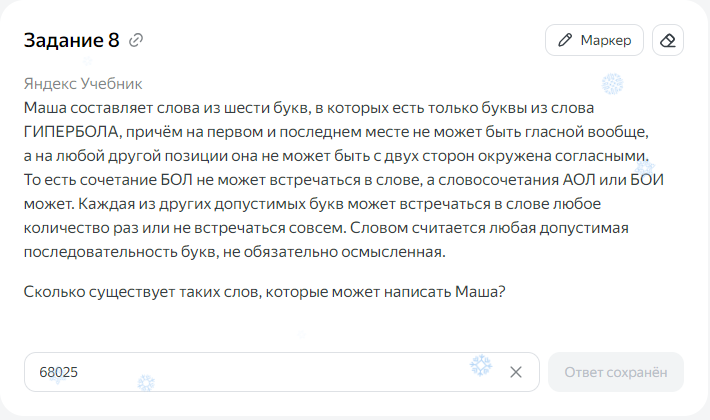 Задание 8
Маркер
Яндекс Учебник
Маша составляет слова из шести букв, в которых есть только буквы из слова
ГИПЕРБОЛА, причём на первом и последнем месте не может быть гласной вообще,
а на любой другой позиции она не может быть с двух сторон окружена согласными.
То есть сочетание БОЛ не может встречаться в слове, а словосочетания АОЛ или БОИ
может. Каждая из других допустимых букв может встречаться в слове любое
количество раз или не встречаться совсем. Словом считается любая допустимая
последовательность букв, не обязательно осмысленная.
Сколько существует таких слов, которые может написать Маша?
68025
Ответ сохранён